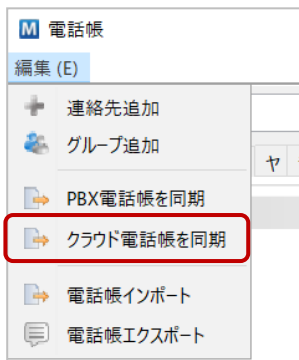 電話帳
編集 (E)
連絡先追加
グループ追加
ヤ
PBX電話帳を同期
クラウド電話帳を同期
電話帳インポート
電話帳エクスポート